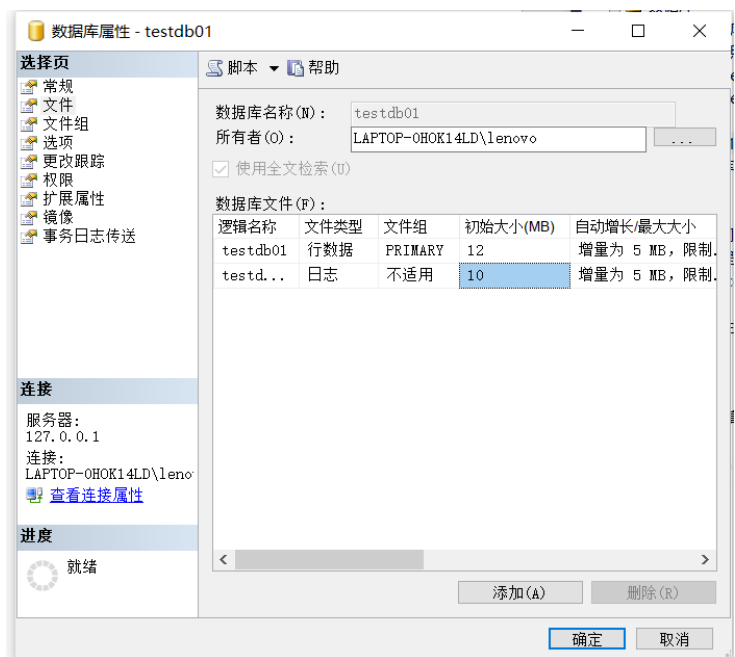 数据库属性 - testdb01
选择页
常规
文件
文件组
选项
更改跟踪
权限
扩展属性
镜像
事务日志传送
连接
服务器:
127.0.0.1
连接:
LAPTOP-0HOK14LD\leno
查看连接属性
进度
就绪
脚本 帮助
数据库名称(N): testdb01
所有者(O): LAPTOP-0HOK14LD\lenovo ...
使用全文检索(U)
数据库文件(F):
逻辑名称 文件类型 文件组 初始大小(MB) 自动增长/最大大小
testdb01 行数据 PRIMARY 12 增量为 5 MB，限制.
testd... 日志 不适用 10 增量为 5 MB，限制.
添加(A) 删除(R)
确定 取消